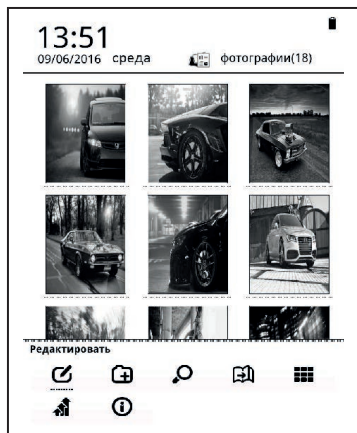 13:51
09/06/2016 среда
фотографии(18)
Редактировать